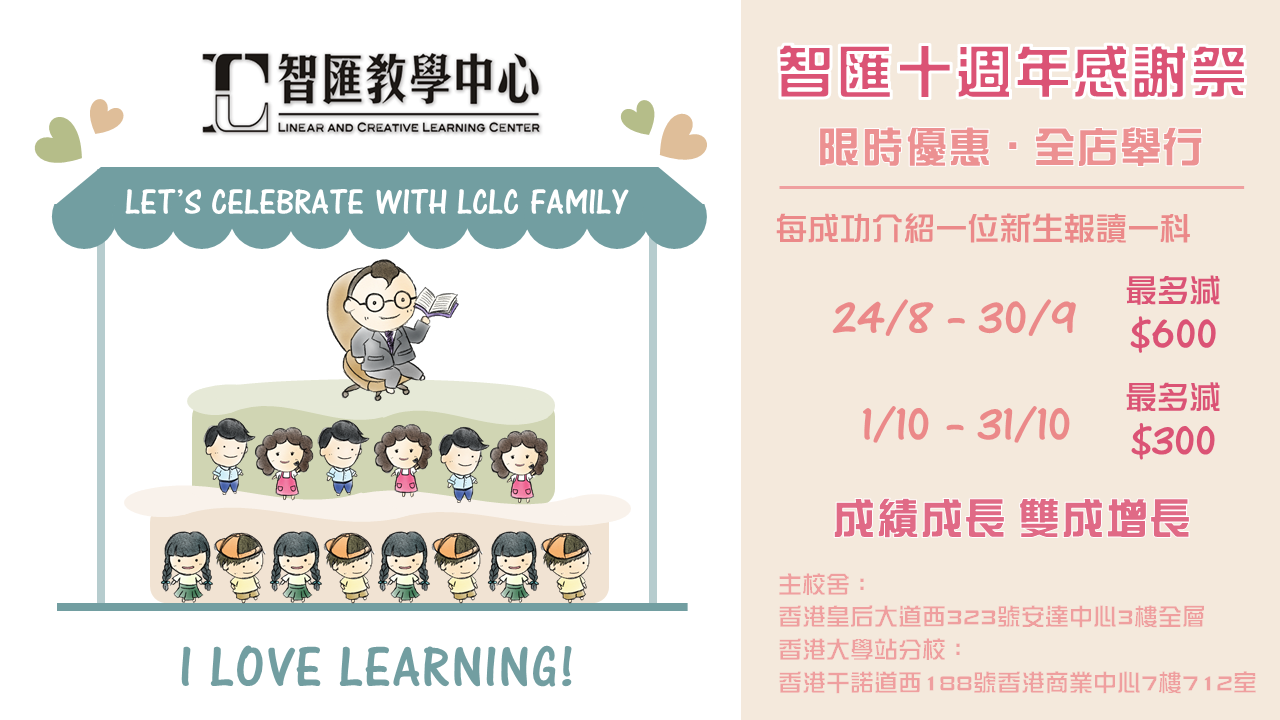 智匯教學中心
LINEAR AND CREATIVE LEARNING CENTER
LET'S CELEBRATE WITH LCLC FAMILY
I LOVE LEARNING!
智匯十週年感謝祭
限時優惠·全店舉行
每成功介紹一位新生報讀一科
24/8 - 30/9
最多減
$600
1/10 - 31/10
最多減
$300
成績成長 雙成增長
主校舍：
香港皇后大道西323號安達中心3樓全層
香港大學站分校：
香港干諾道西188號香港商業中心7樓712室